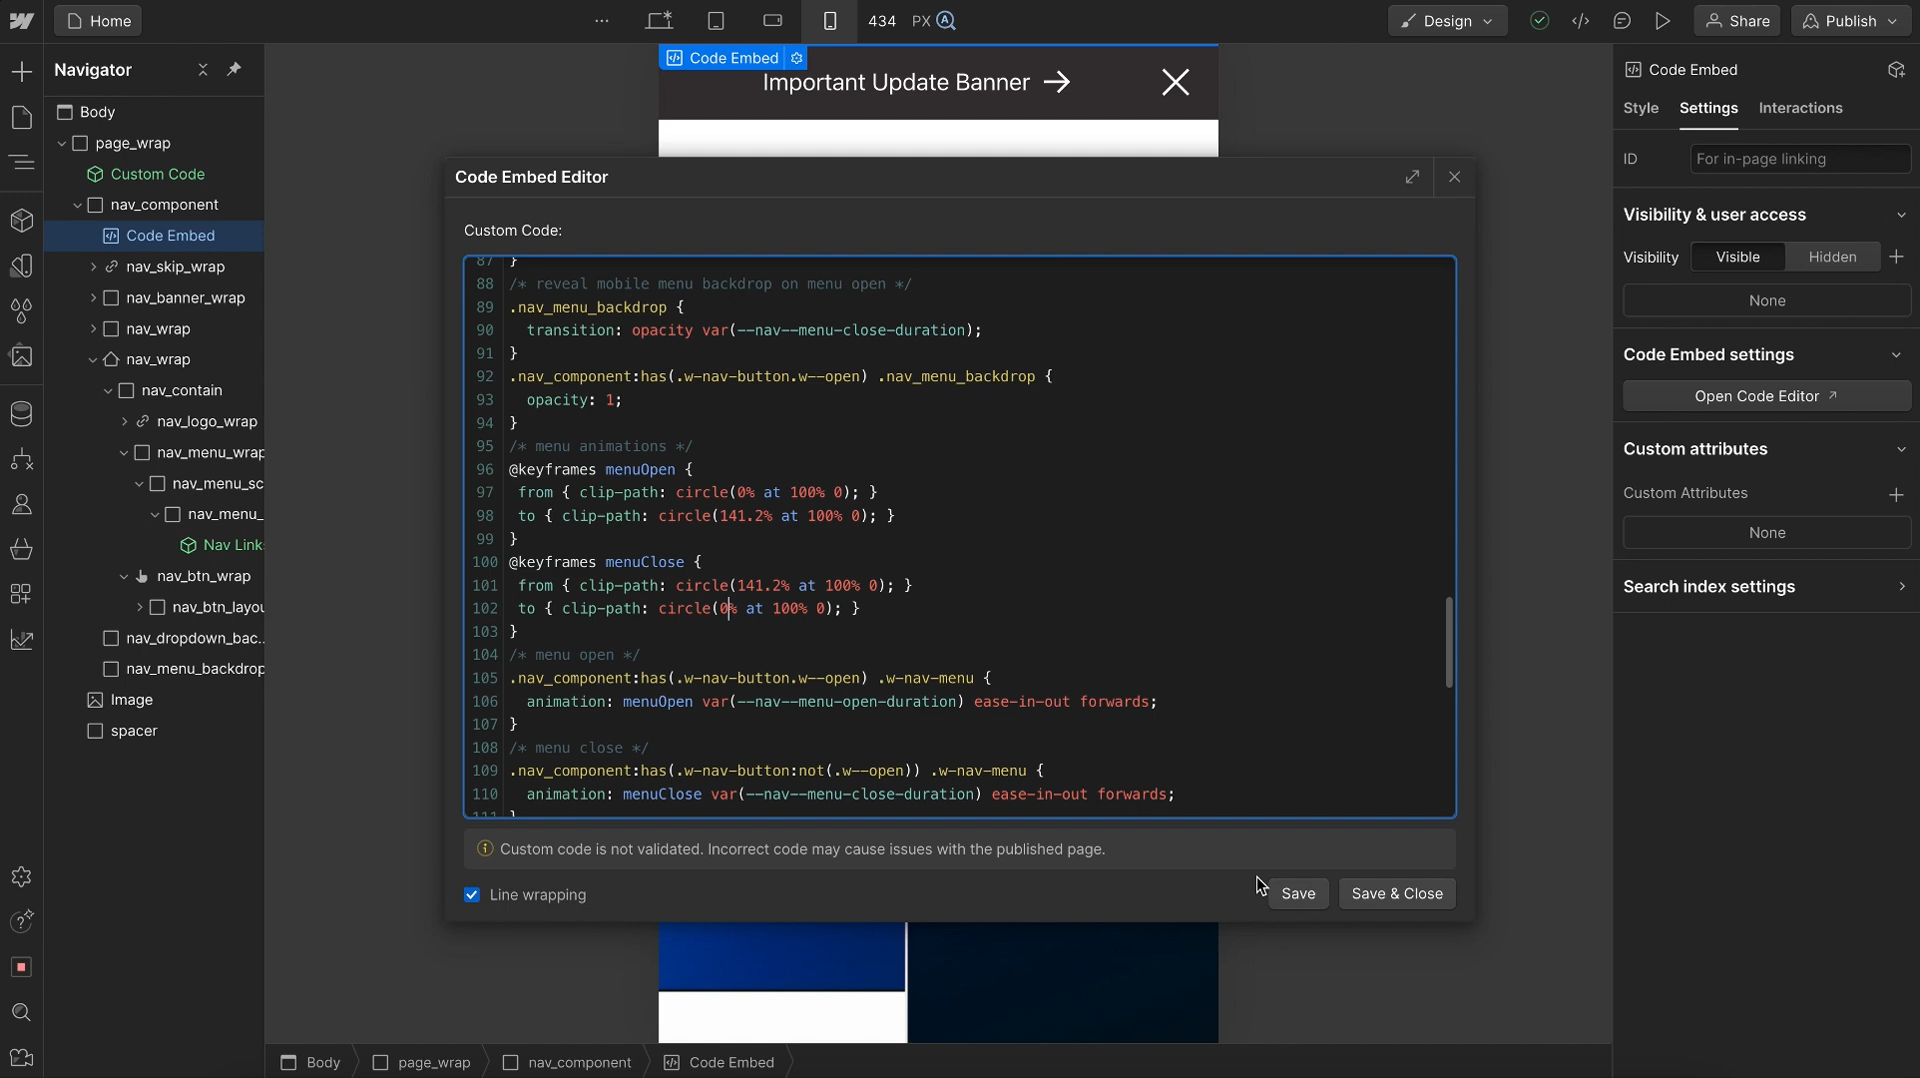 Home
...
434 PX
Design
Share
Publish
Navigator
Body
page_wrap
Custom Code
nav_component
Code Embed
nav_skip_wrap
nav_banner_wrap
nav_wrap
nav_wrap
nav_contain
nav_logo_wrap
nav_menu_wrap
nav_menu_sc
nav_menu_
Nav Link
nav_btn_wrap
nav_btn_layou
nav_dropdown_bac...
nav_menu_backdrop
Image
spacer
Code Embed
Important Update Banner →
Code Embed Editor
Custom Code:
87 }
88 /* reveal mobile menu backdrop on menu open */
89 .nav_menu_backdrop {
90 transition: opacity var(--nav--menu-close-duration);
91 }
92 .nav_component:has(.w-nav-button.w--open) .nav_menu_backdrop {
93 opacity: 1;
94 }
95 /* menu animations */
96 @keyframes menuOpen {
97 from { clip-path: circle(0% at 100% 0); }
98 to { clip-path: circle(141.2% at 100% 0); }
99 }
100 @keyframes menuClose {
101 from { clip-path: circle(141.2% at 100% 0); }
102 to { clip-path: circle(0% at 100% 0); }
103 }
104 /* menu open */
105 .nav_component:has(.w-nav-button.w--open) .w-nav-menu {
106 animation: menuOpen var(--nav--menu-open-duration) ease-in-out forwards;
107 }
108 /* menu close */
109 .nav_component:has(.w-nav-button:not(.w--open)) .w-nav-menu {
110 animation: menuClose var(--nav--menu-close-duration) ease-in-out forwards;
111 }
Custom code is not validated. Incorrect code may cause issues with the published page.
Line wrapping
Save
Save & Close
Body
page_wrap
nav_component
Code Embed
Code Embed
Style Settings Interactions
ID For in-page linking
Visibility & user access
Visibility Visible Hidden
None
Code Embed settings
Open Code Editor ↗
Custom attributes
Custom Attributes
None
Search index settings